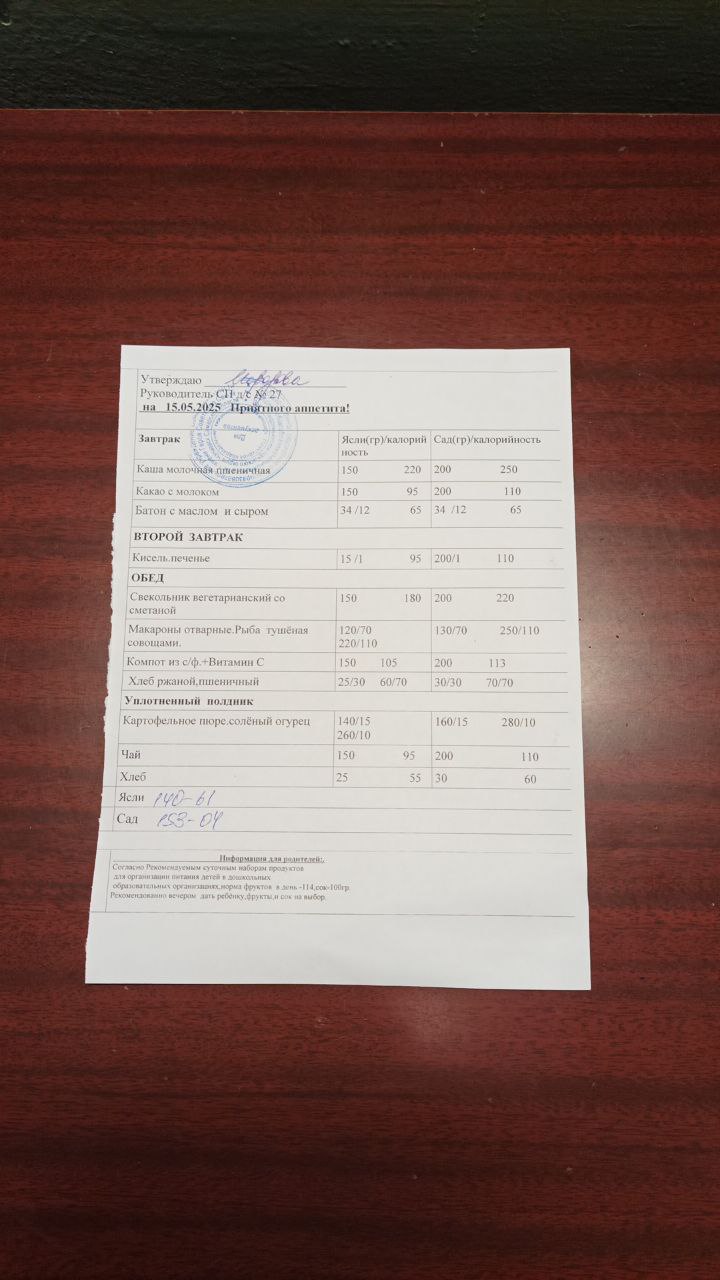 Утверждаю
Руководитель СП д/с № 27
на 15.05.2025 Приятного аппетита!
Завтрак Ясли(гр)/калорий Сад(гр)/калорийность
ность
Каша молочная пшеничная 150 220 200 250
Какао с молоком 150 95 200 110
Батон с маслом и сыром 34 /12 65 34 /12 65
ВТОРОЙ ЗАВТРАК
Кисель.печенье 15 /1 95 200/1 110
ОБЕД
Свекольник вегетарианский со 150 180 200 220
сметаной
Макароны отварные.Рыба тушёная 120/70 130/70 250/110
совощами. 220/110
Компот из с/ф.+Витамин С 150 105 200 113
Хлеб ржаной,пшеничный 25/30 60/70 30/30 70/70
Уплотненный полдник
Картофельное пюре.солёный огурец 140/15 160/15 280/10
260/10
Чай 150 95 200 110
Хлеб 25 55 30 60
Ясли 140-61
Сад 153-04
Информация для родителей:.
Согласно Рекомендуемым суточным наборам продуктов
для организации питания детей в дошкольных
образовательных организациях,норма фруктов в день -114,сок-100гр.
Рекомендованно вечером дать ребёнку,фрукты,и сок на выбор.
Для
документов